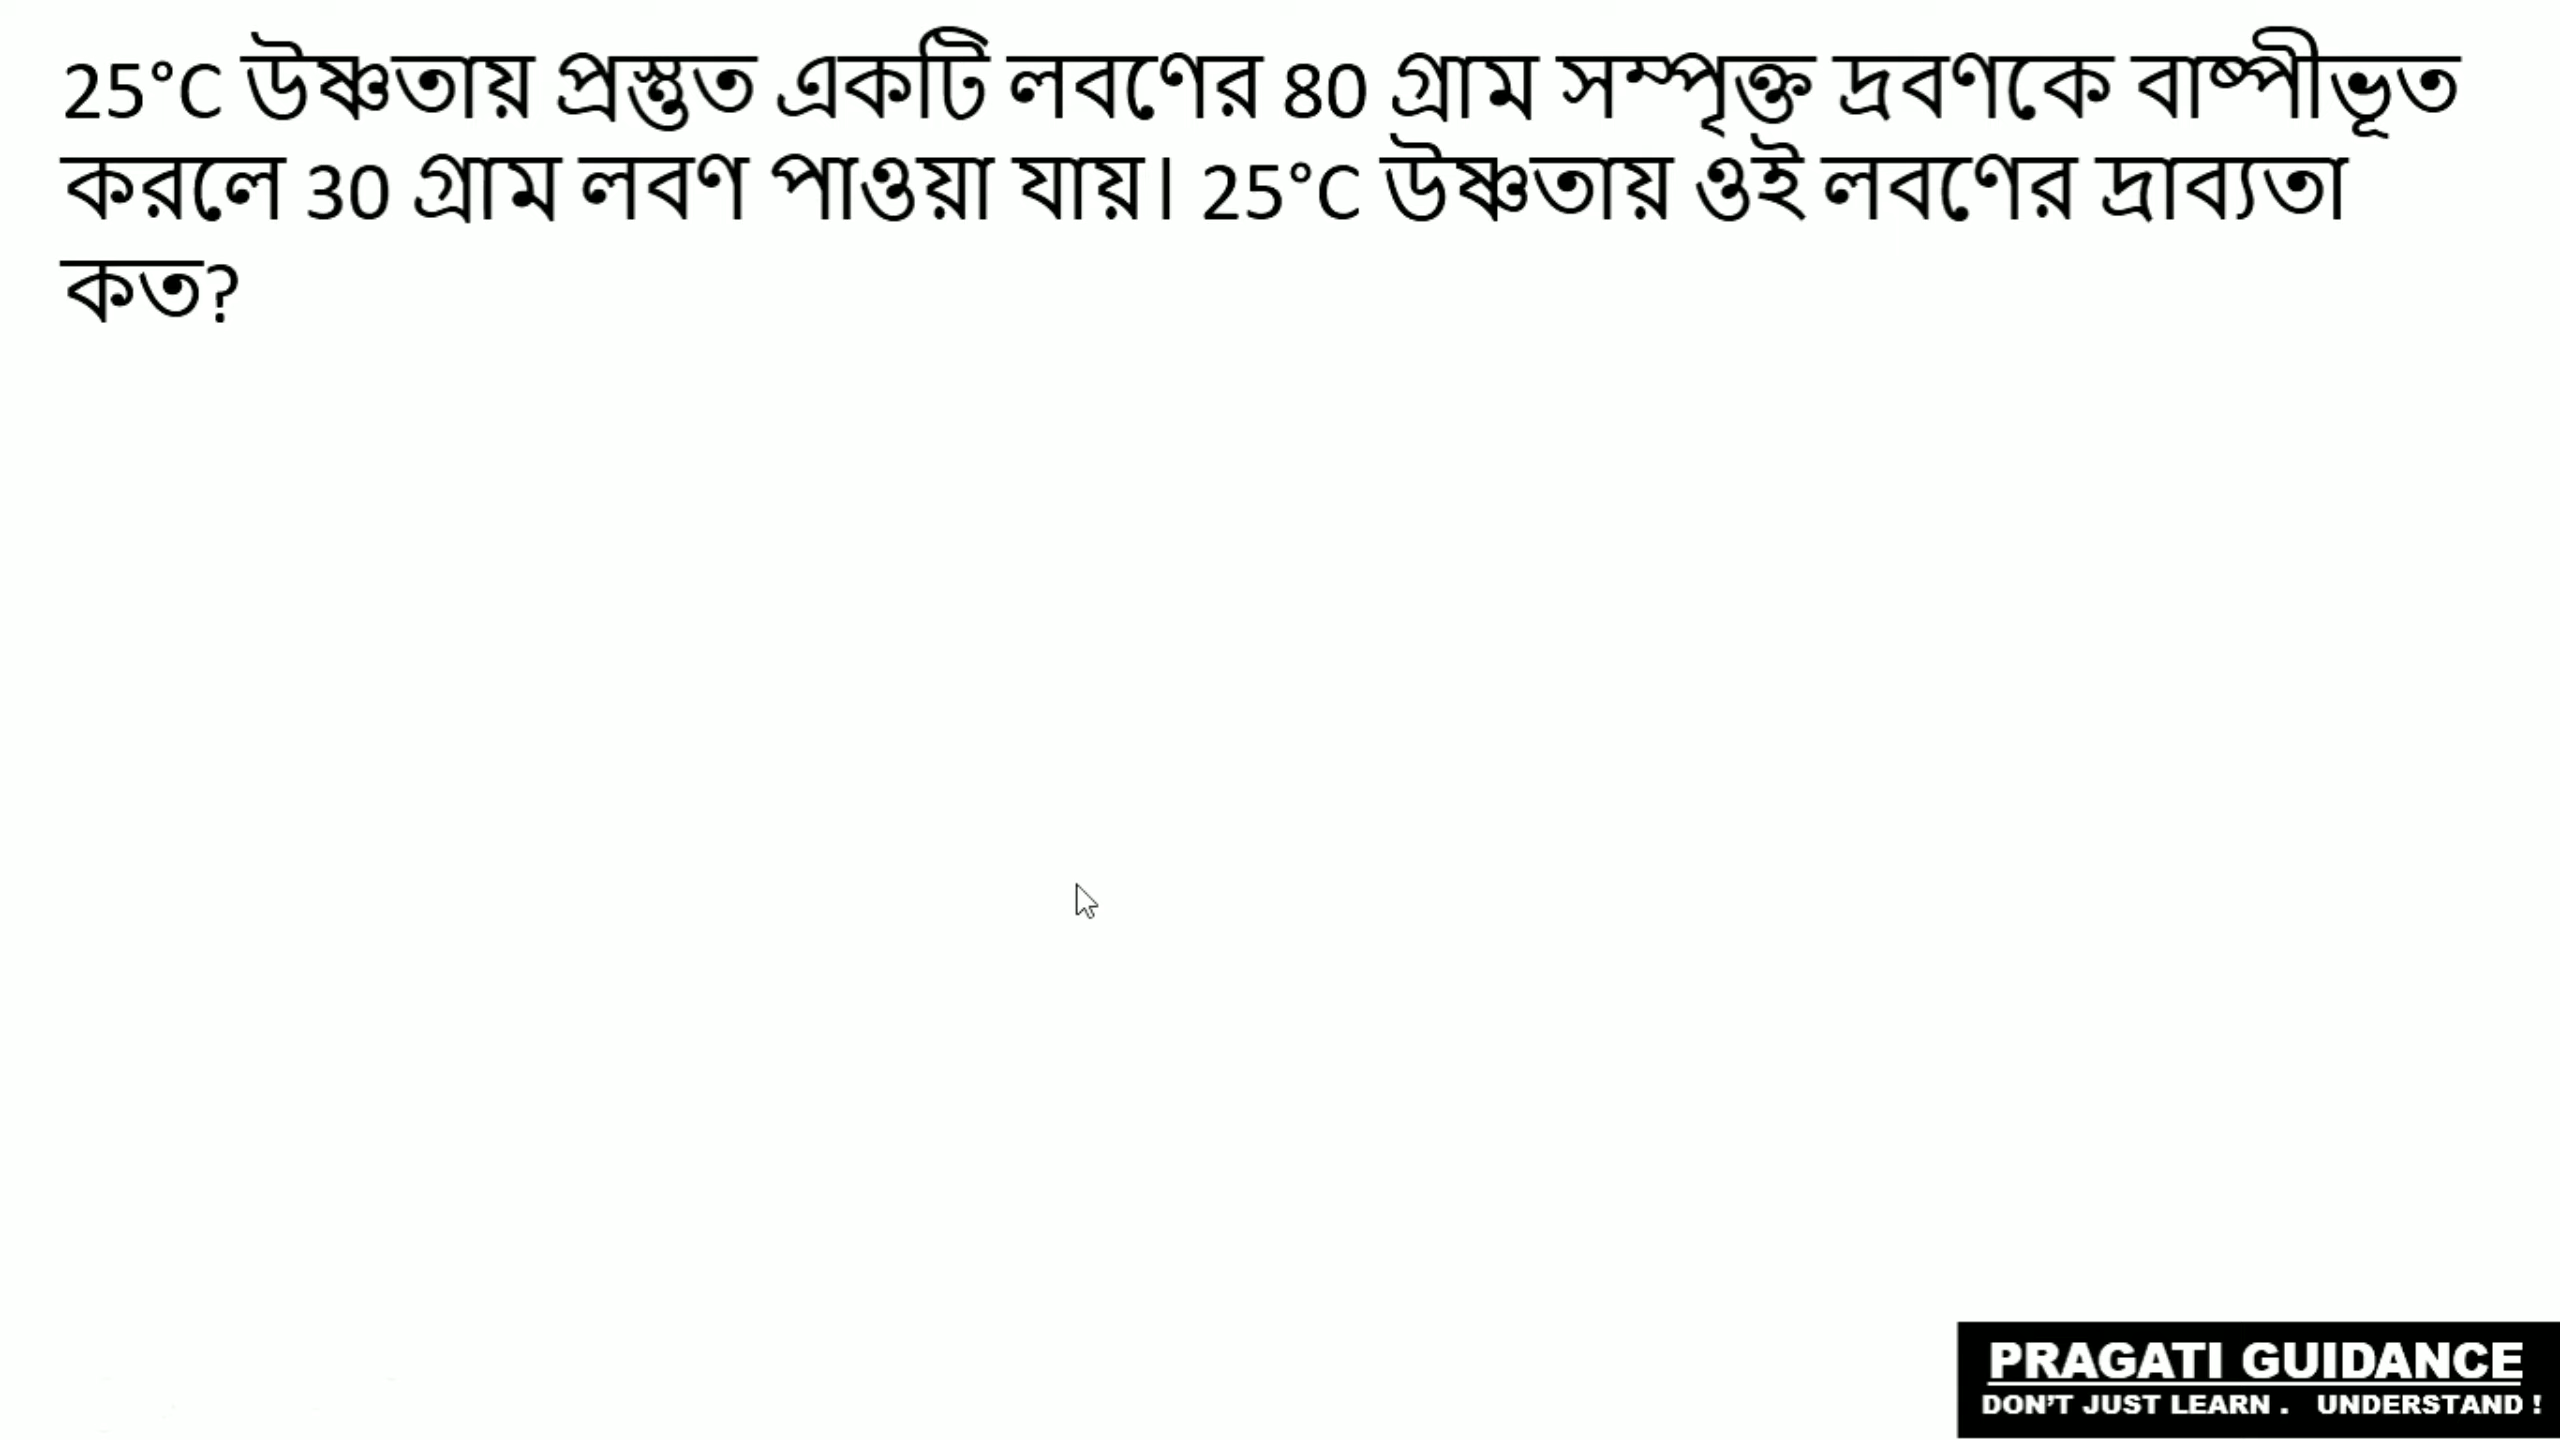 25°C উষ্ণতায় প্রস্তুত একটি লবণের 80 গ্রাম সম্পৃক্ত দ্রবণকে বাষ্পীভূত
করলে 30 গ্রাম লবণ পাওয়া যায়। 25°C উষ্ণতায় ওই লবণের দ্রাব্যতা
কত?
PRAGATI GUIDANCE
DON'T JUST LEARN . UNDERSTAND !